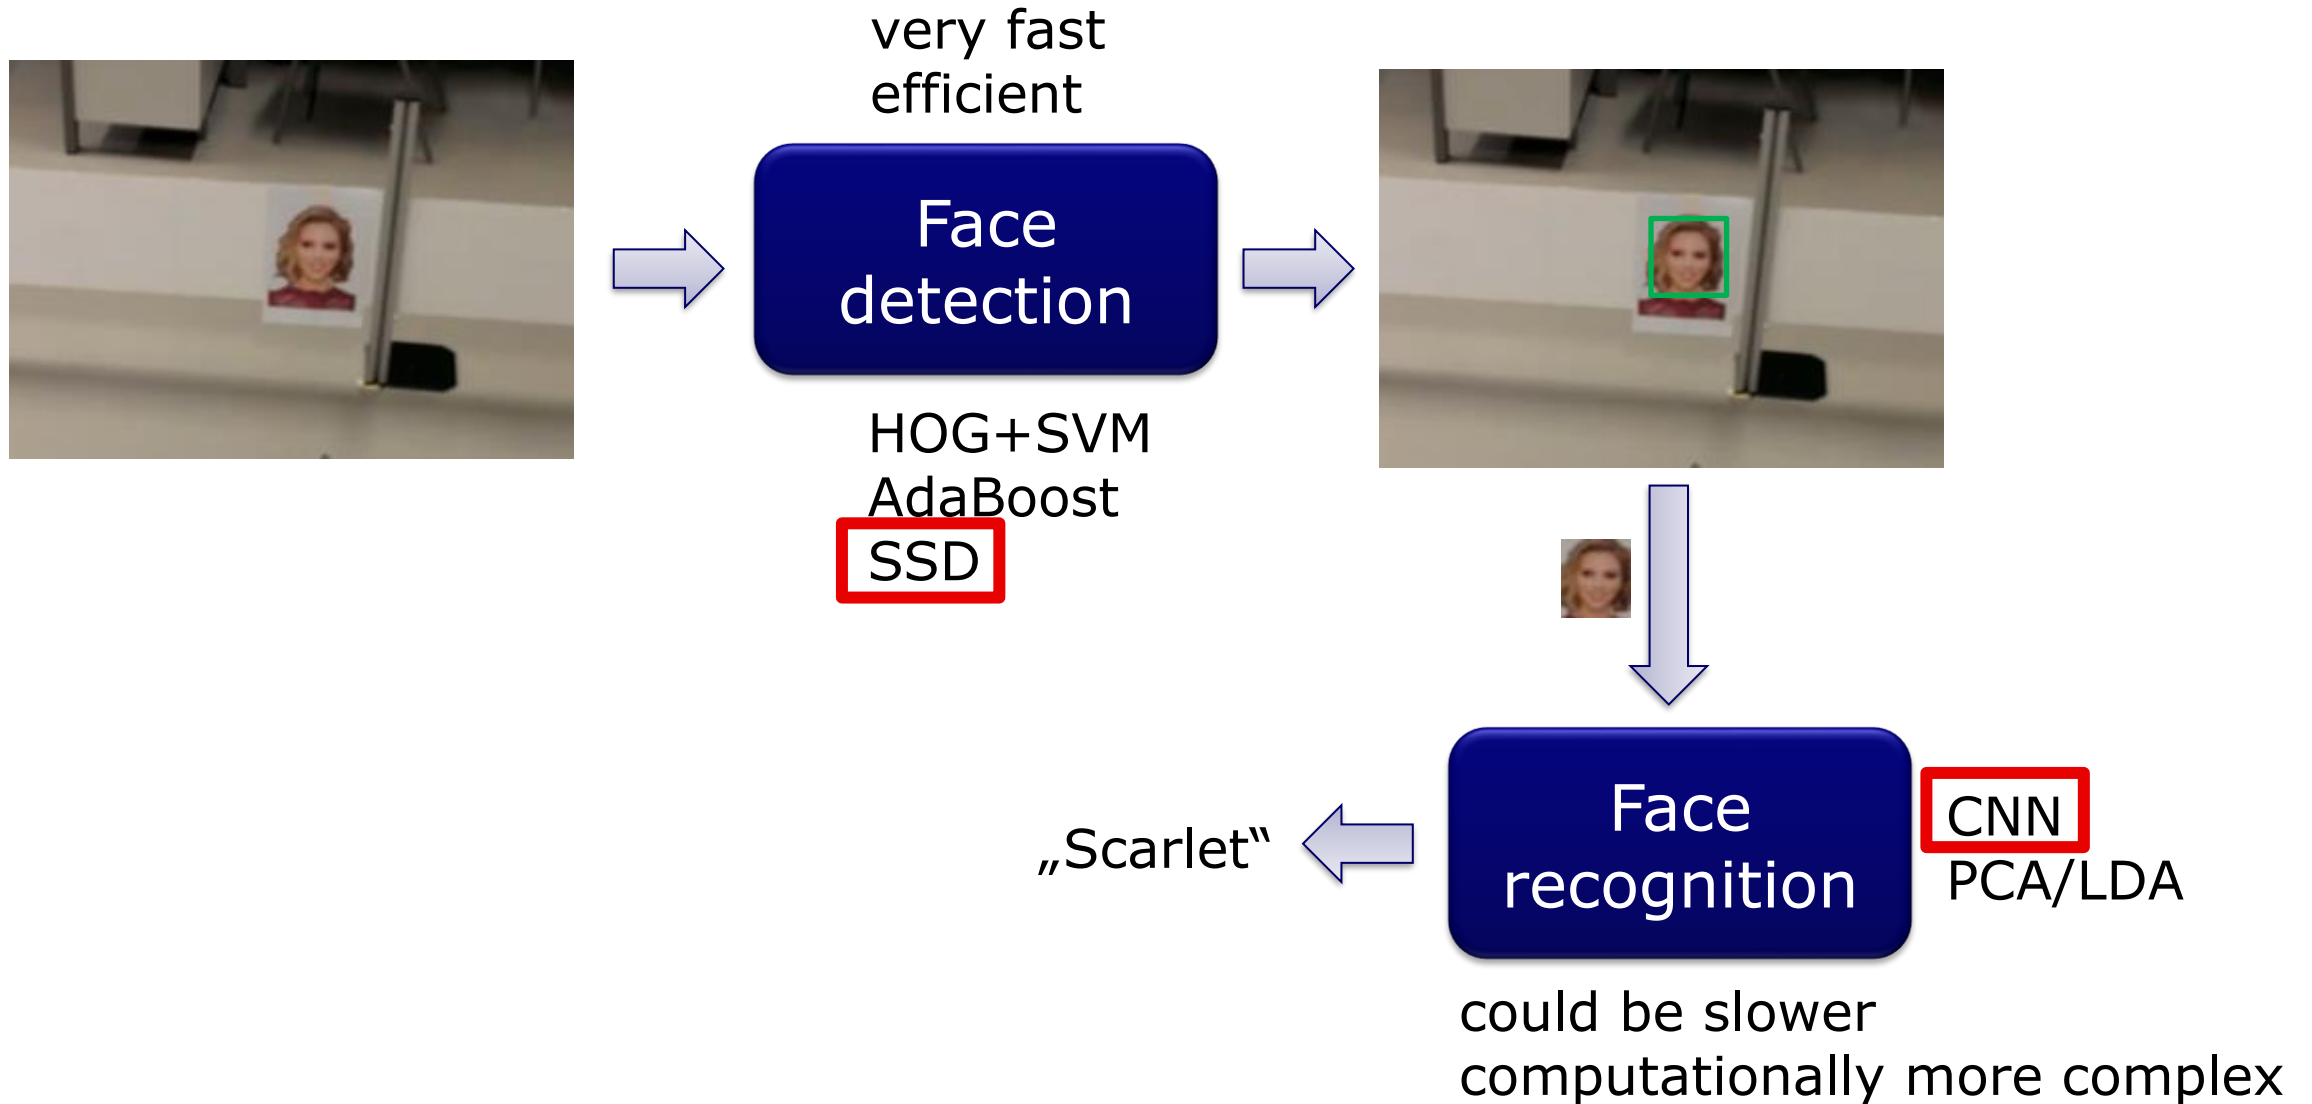 very fast
efficient
Face
detection
HOG+SVM
AdaBoost
SSD
Face
recognition
CNN
PCA/LDA
„Scarlet“
could be slower
computationally more complex